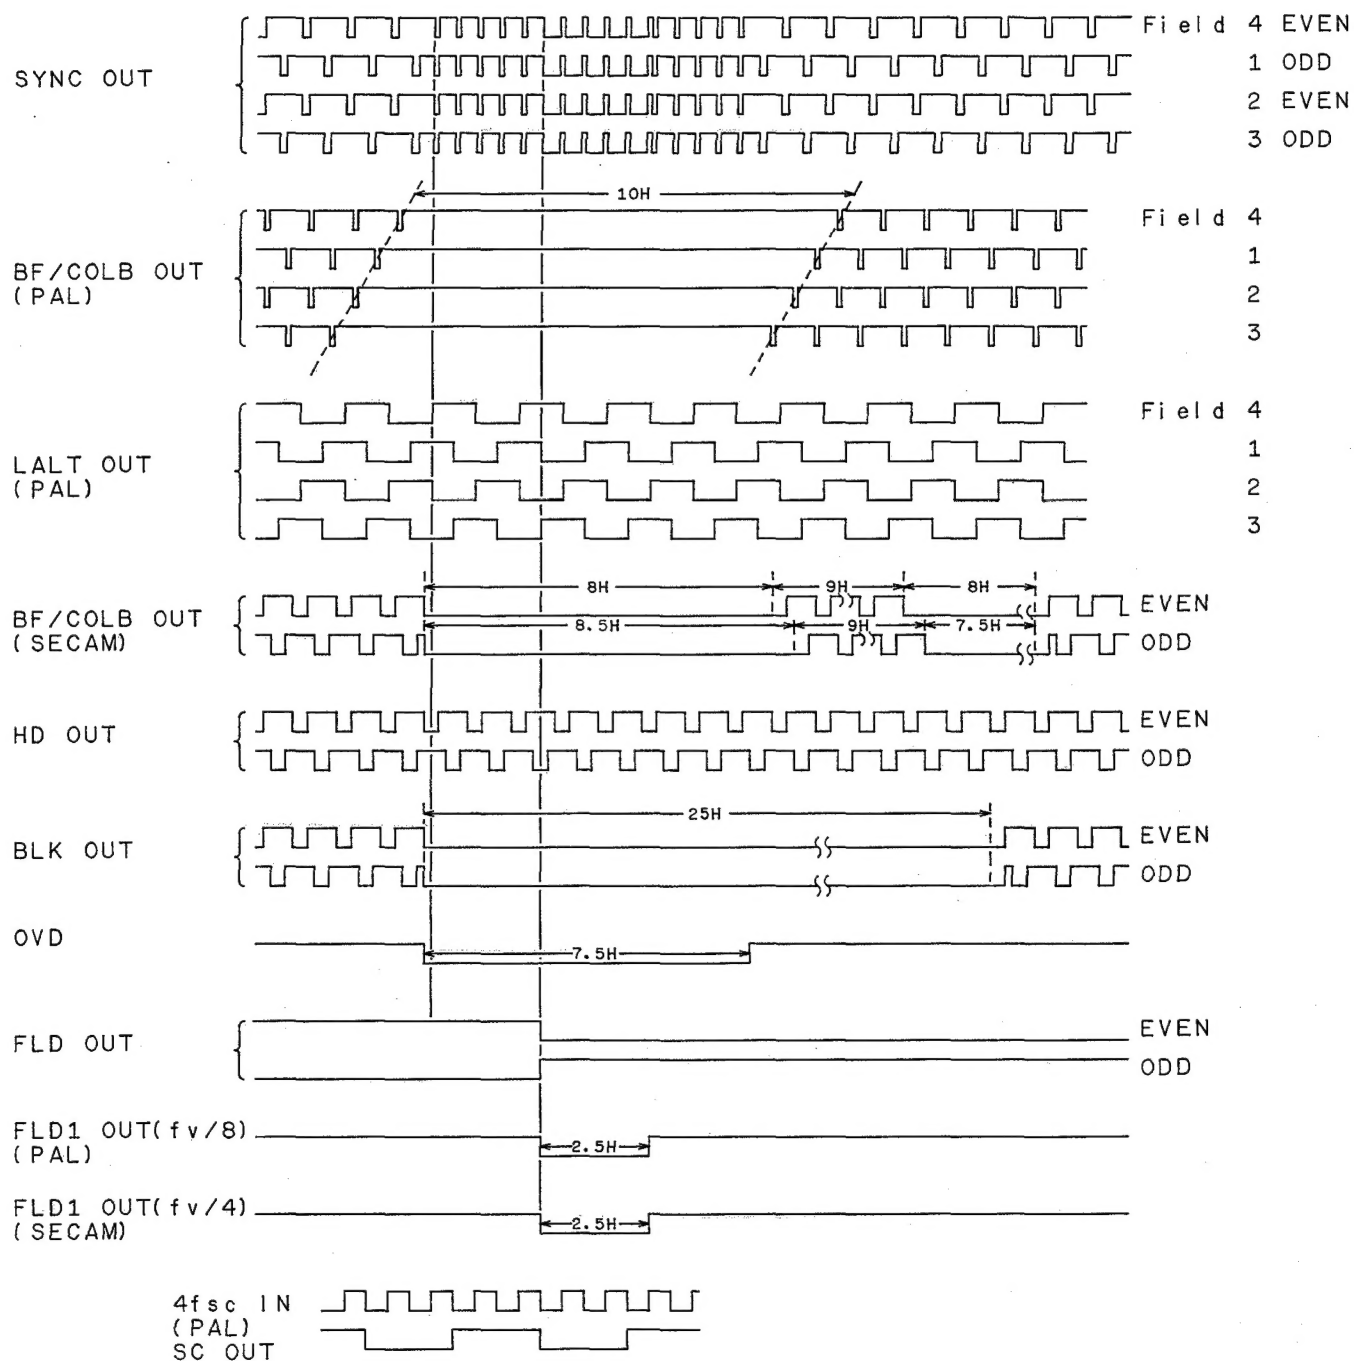 Field 4 EVEN
SYNC OUT
1 ODD
2 EVEN
3 ODD
10H
Field 4
BF/COLB OUT
(PAL)
1
2
3
Field 4
LALT OUT
(PAL)
1
2
3
8H 9H 8H
BF/COLB OUT
(SECAM)
EVEN
8.5H 9H 7.5H
ODD
HD OUT
EVEN
ODD
25H
BLK OUT
EVEN
ODD
OVD
7.5H
FLD OUT
EVEN
ODD
FLD1 OUT(fv/8)
(PAL)
2.5H
FLD1 OUT(fv/4)
(SECAM)
2.5H
4fsc IN
(PAL)
SC OUT